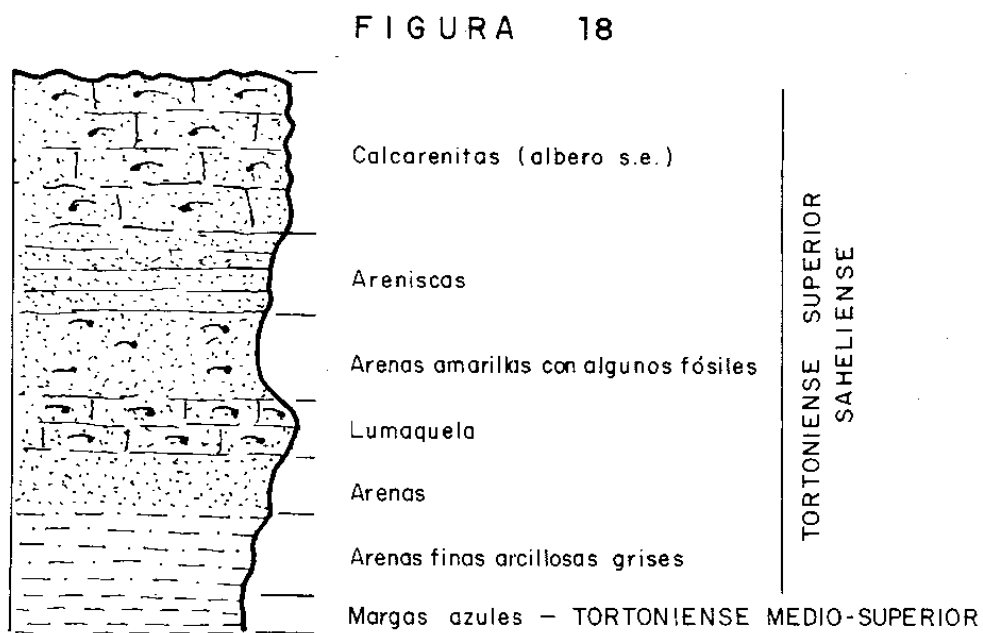 FIGURA 18
Calcarenitas (albero s.e.)
Areniscas
Arenas amarillas con algunos fósiles
Lumaquela
Arenas
Arenas finas arcillosas grises
Margas azules - TORTONIENSE MEDIO-SUPERIOR
TORTONIENSE SUPERIOR
SAHELIENSE